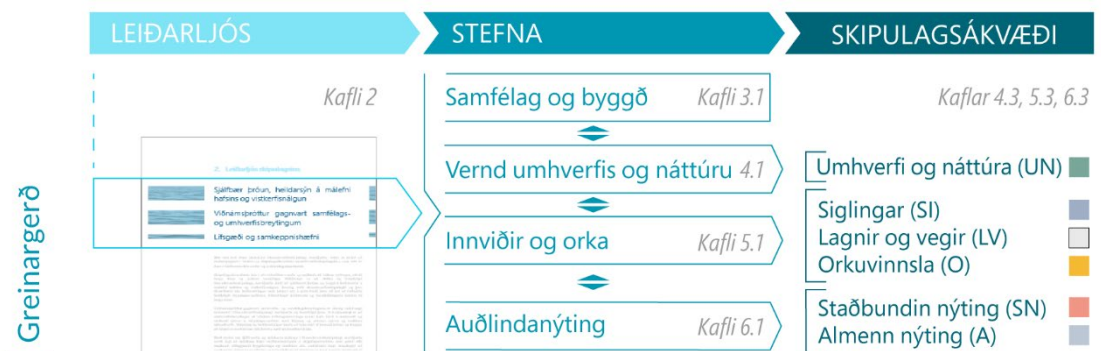 LEIÐARLJÓS
STEFNA
SKIPULAGSÁKVÆÐI
Greinargerð
Kafli 2
2. Leiðarljós skipulagsins
Sjálfbær þróun, heildarsýn á málefni
hafsins og vistkerfisnálgun
Viðnámsþróttur gagnvart samfélags-
og umhverfisbreytingum
Lífsgæði og samkeppnishæfni
Samfélag og byggð Kafli 3.1
Vernd umhverfis og náttúru 4.1
Innviðir og orka Kafli 5.1
Auðlindanýting Kafli 6.1
Kaflar 4.3, 5.3, 6.3
Umhverfi og náttúra (UN)
Siglingar (SI)
Lagnir og vegir (LV)
Orkuvinnsla (O)
Staðbundin nýting (SN)
Almenn nýting (A)